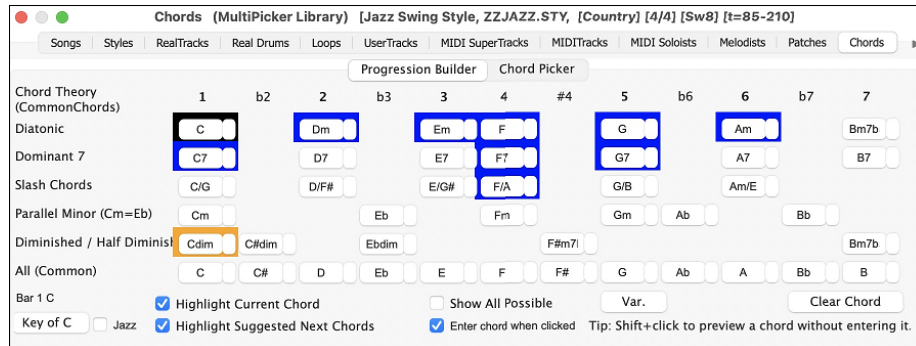 Chords (MultiPicker Library) [Jazz Swing Style, ZZJAZZ.STY, [Country] [4/4] [Sw8] [t=85-210]
Songs Styles RealTracks Real Drums Loops UserTracks MIDI SuperTracks MIDITracks MIDI Soloists Melodists Patches Chords
Progression Builder Chord Picker
Chord Theory 1 b2 2 b3 3 4 #4 5 b6 6 b7 7
(CommonChords)
Diatonic C Dm Em F G Am Bm7b
Dominant 7 C7 D7 E7 F7 G7 A7 B7
Slash Chords C/G D/F# E/G# F/A G/B Am/E
Parallel Minor (Cm=Eb) Cm Eb Fm Gm Ab Bb
Diminished / Half Diminish Cdim C#dim Ebdim F#m7 Bm7b
All (Common) C C# D Eb E F F# G Ab A Bb B
Bar 1 C Highlight Current Chord Show All Possible Var. Clear Chord
Key of C Jazz Highlight Suggested Next Chords Enter chord when clicked Tip: Shift+click to preview a chord without entering it.